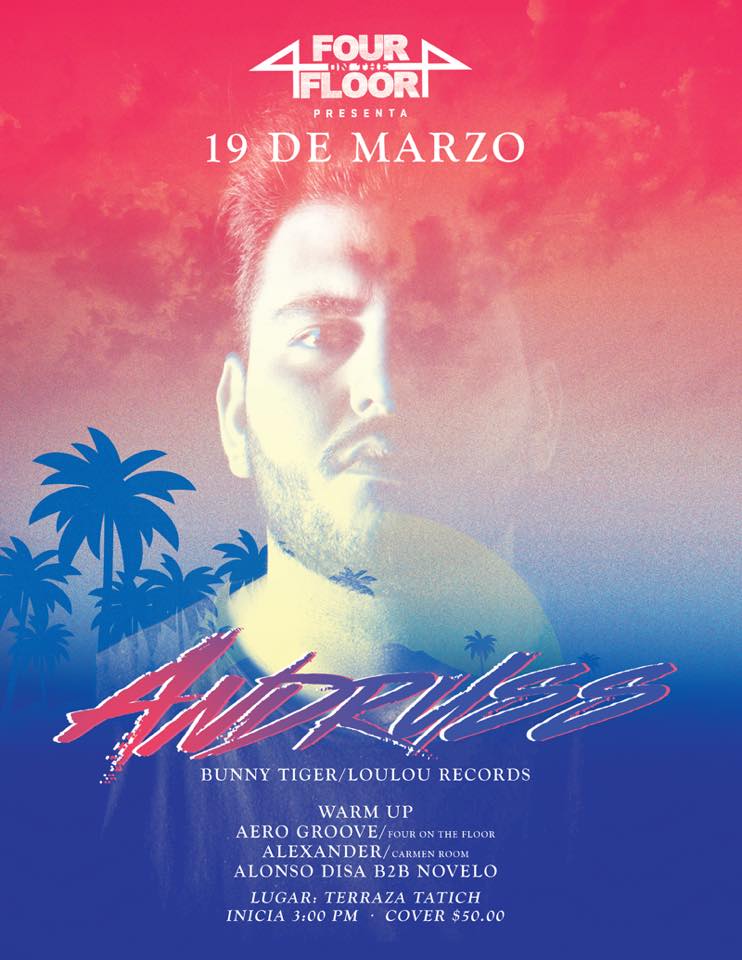 FOUR
ON THE
FLOOR
PRESENTA
19 DE MARZO
ANDRUSS
BUNNY TIGER/LOULOU RECORDS
WARM UP
AERO GROOVE/FOUR ON THE FLOOR
ALEXANDER/CARMEN ROOM
ALONSO DISA B2B NOVELO
LUGAR: TERRAZA TATICH
INICIA 3:00 PM · COVER $50.00